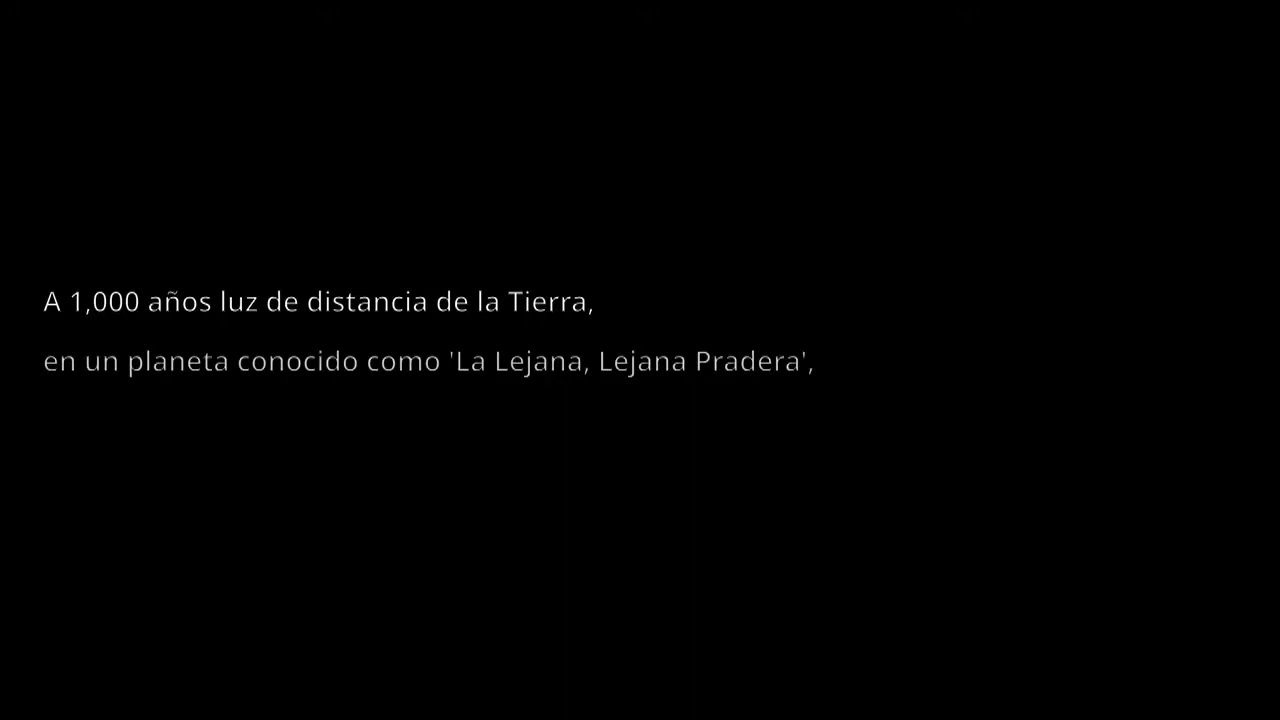 A 1,000 años luz de distancia de la Tierra,
en un planeta conocido como 'La Lejana, Lejana Pradera',